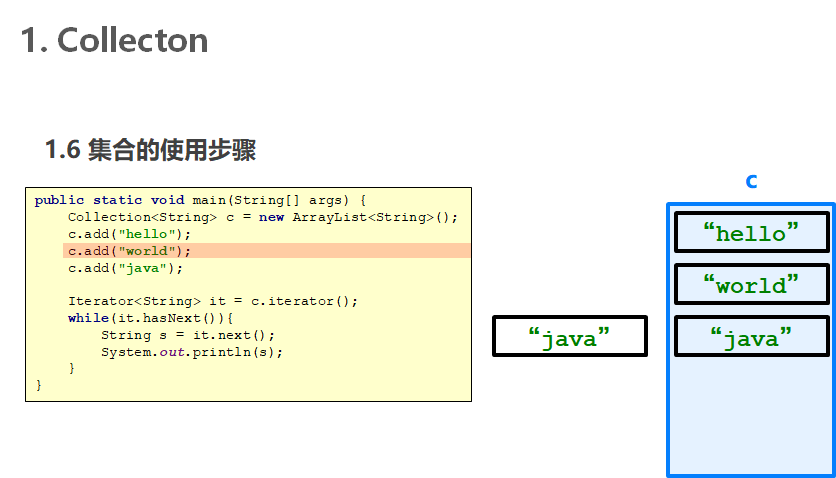 1. Collecton
1.6 集合的使用步骤
public static void main(String[] args) {
    Collection<String> c = new ArrayList<String>();
    c.add("hello");
    c.add("world");
    c.add("java");
    Iterator<String> it = c.iterator();
    while(it.hasNext()){
        String s = it.next();
        System.out.println(s);
    }
}
“java”
c
“hello”
“world”
“java”